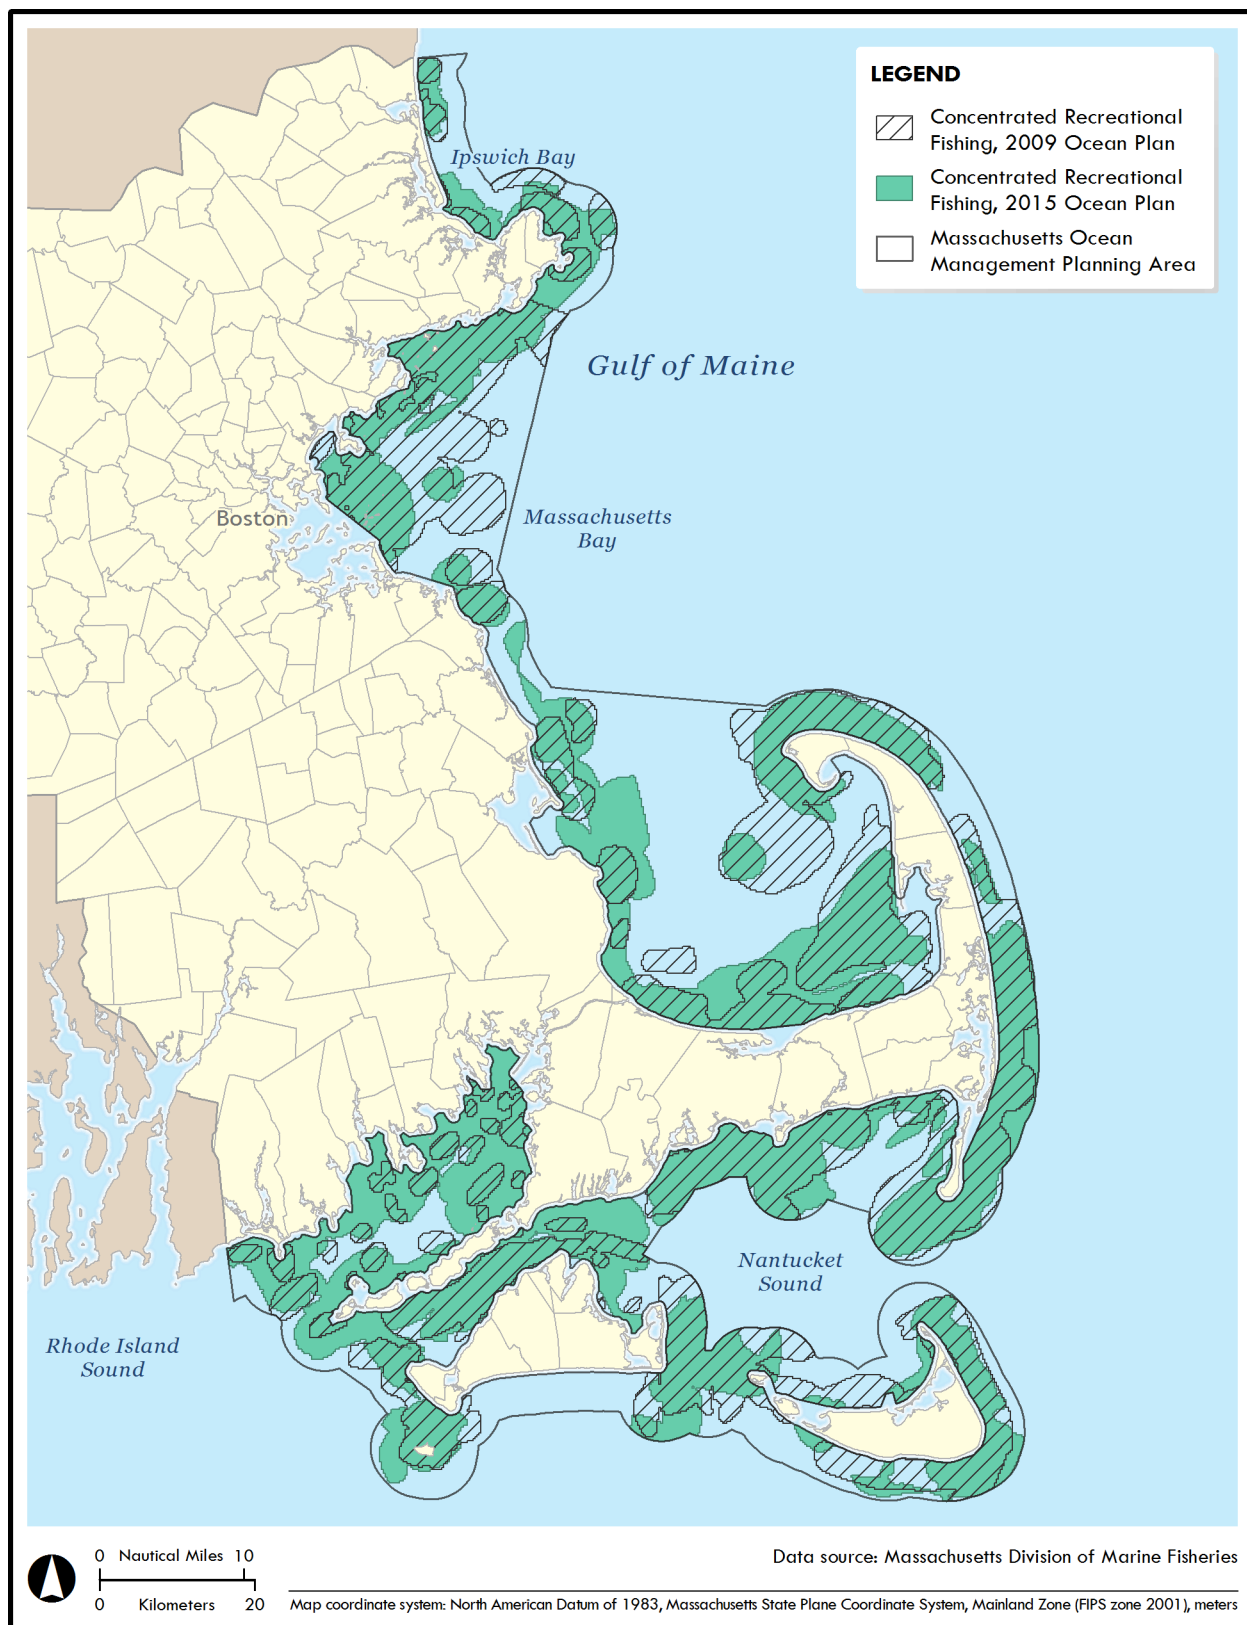 LEGEND
Concentrated Recreational
Fishing, 2009 Ocean Plan
Concentrated Recreational
Fishing, 2015 Ocean Plan
Massachusetts Ocean
Management Planning Area
Ipswich Bay
Gulf of Maine
Massachusetts
Bay
Boston
Nantucket
Sound
Rhode Island
Sound
0 Nautical Miles 10
0 Kilometers 20
Data source: Massachusetts Division of Marine Fisheries
Map coordinate system: North American Datum of 1983, Massachusetts State Plane Coordinate System, Mainland Zone (FIPS zone 2001), meters